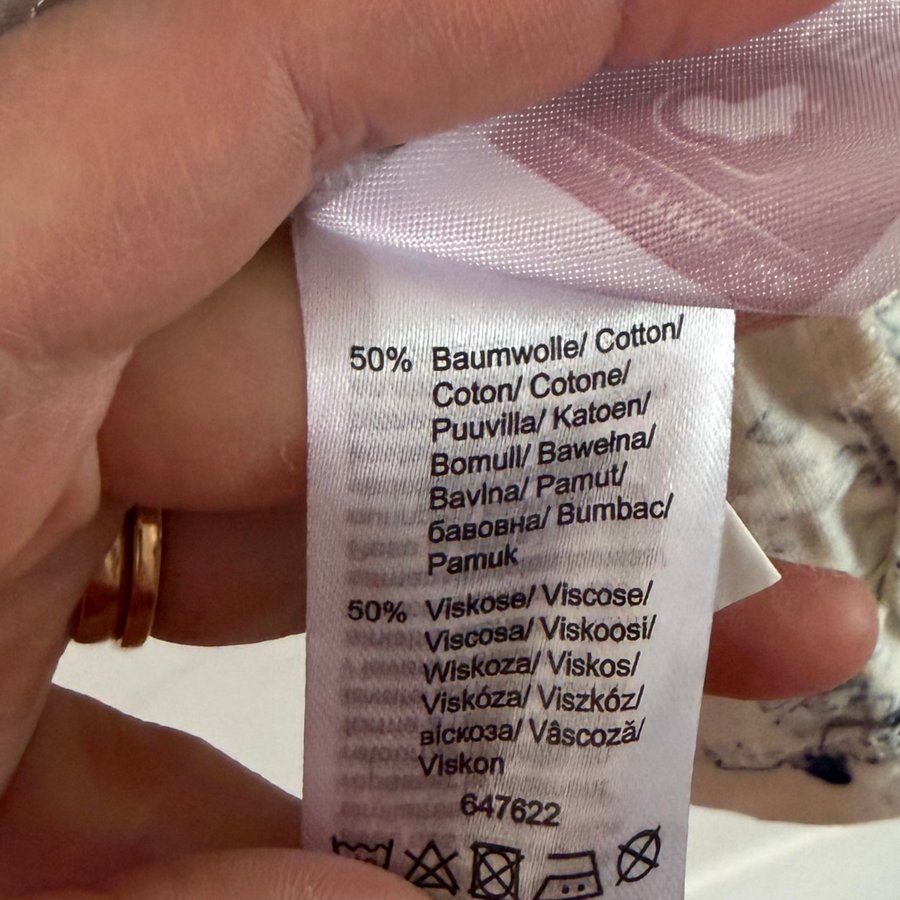 50% Baumwolle/ Cotton/
Coton/ Cotone/
Puuvilla/ Katoen/
Bomull/ Bawełna/
Bavlna/ Pamut/
бавовна/ Bumbac/
Pamuk
50% Viskose/ Viscose/
Viscosa/ Viskoosi/
Wiskoza/ Viskos/
Viskóza/ Viszkóz/
віскоза/ Vâscoză/
Viskon
647622